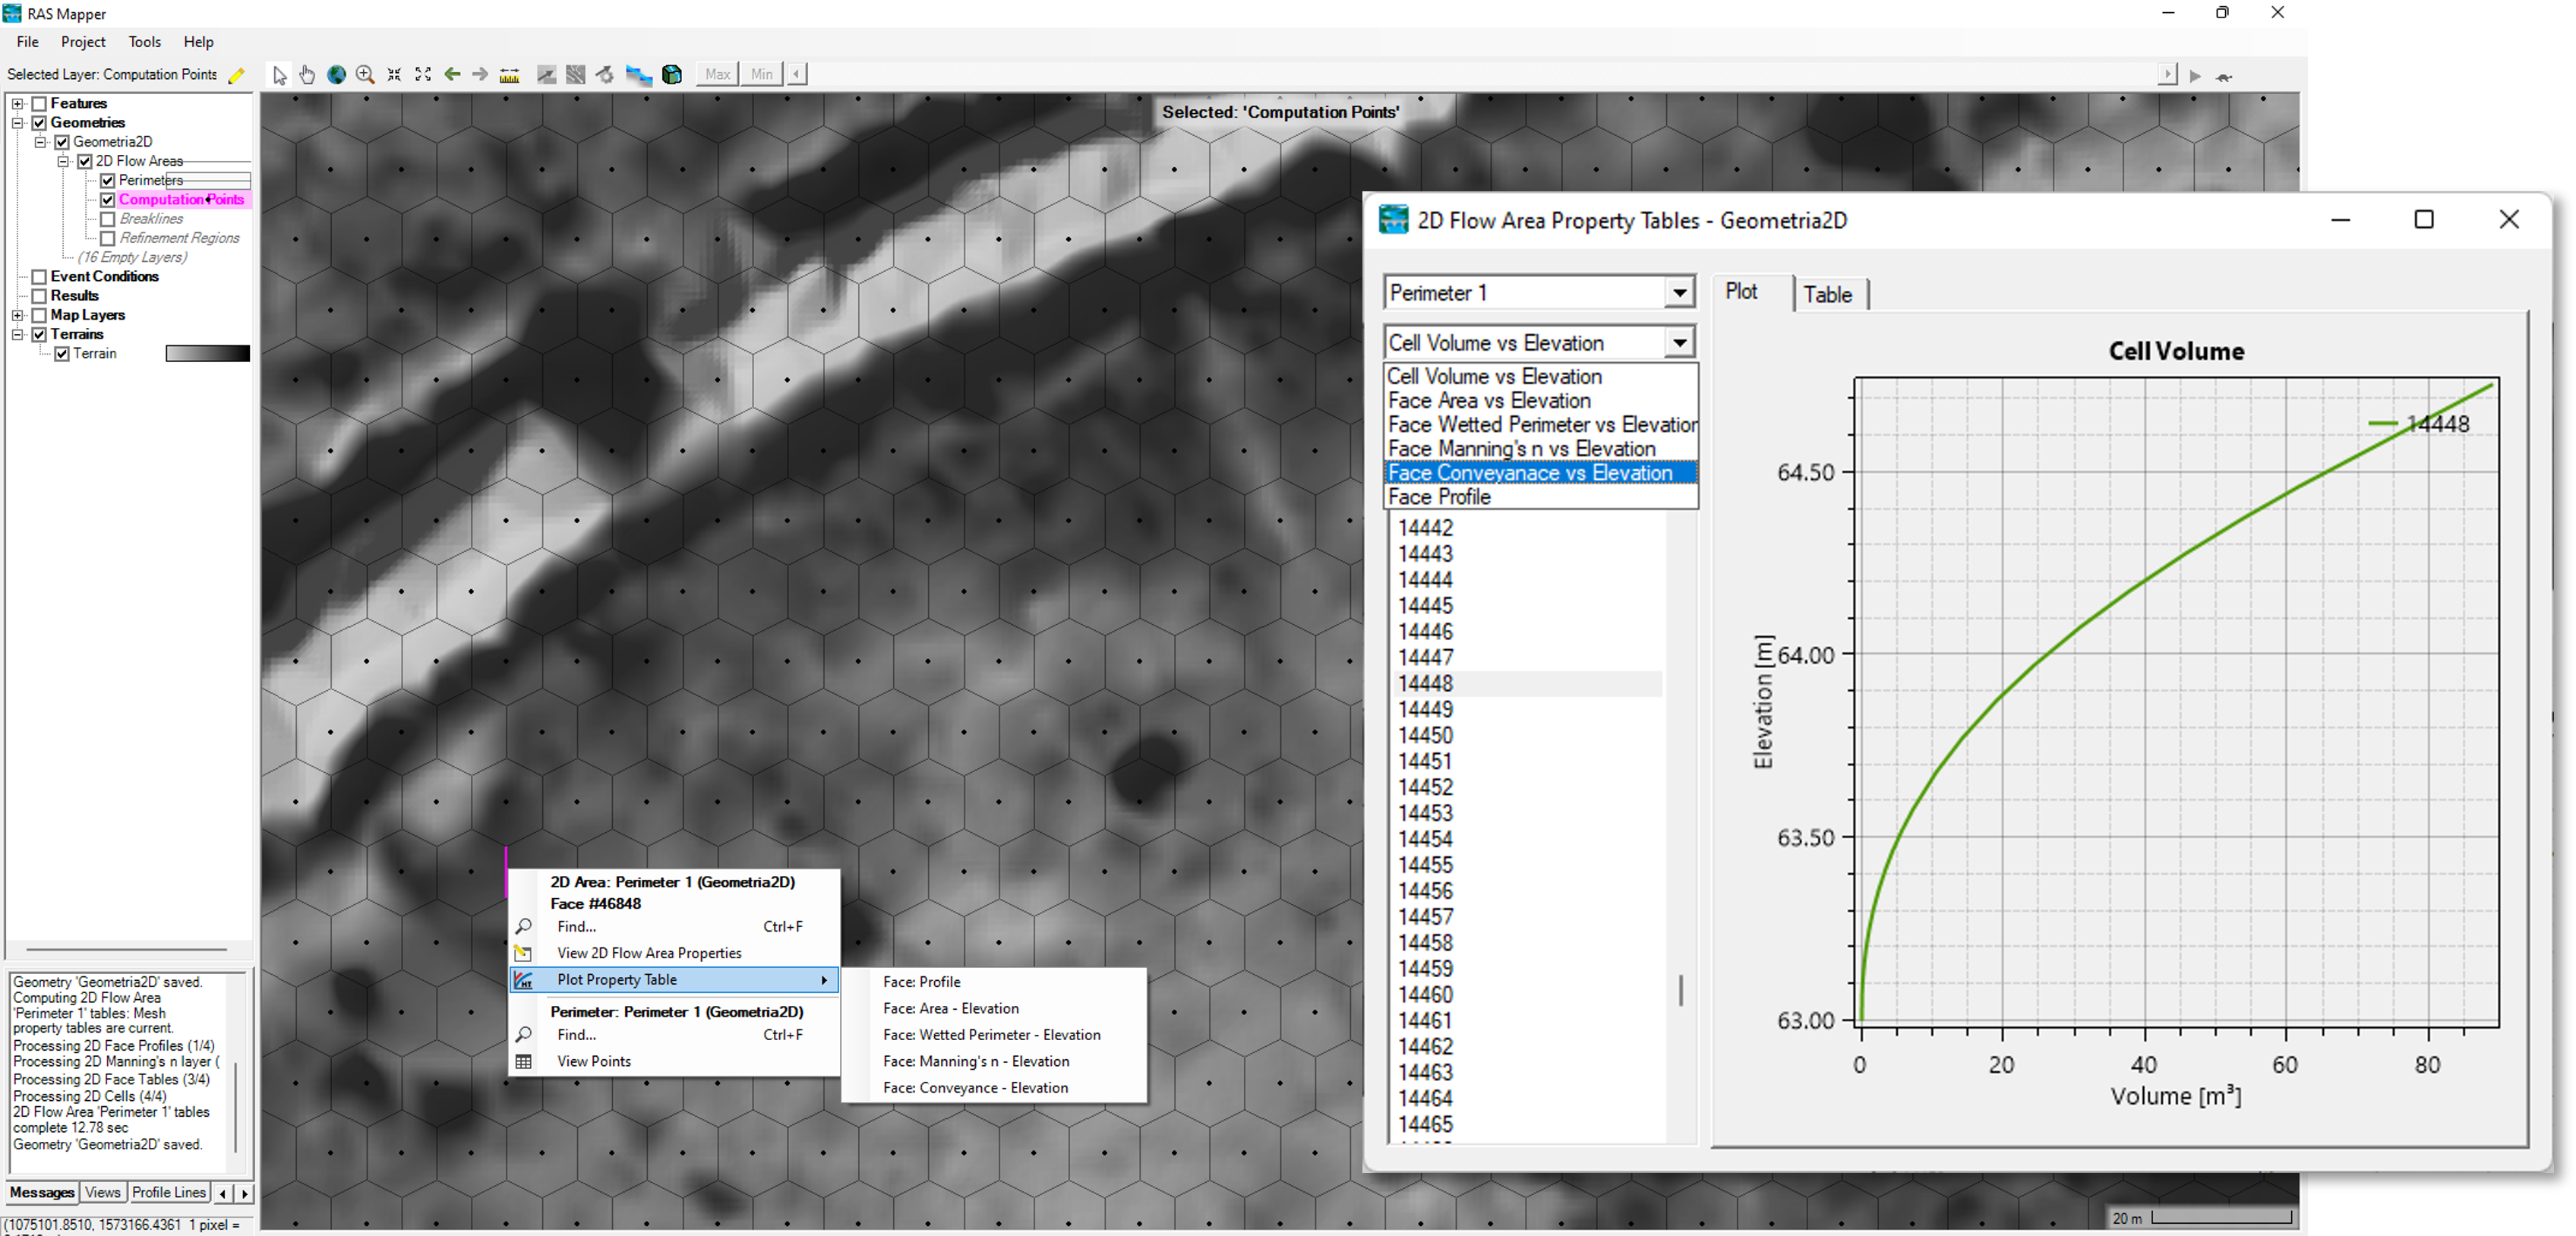 RAS Mapper
File Project Tools Help
Selected Layer: Computation Points
Max Min
Features
Geometries
Geometria2D
2D Flow Areas
Perimeters
Computation Points
Breaklines
Refinement Regions
(16 Empty Layers)
Event Conditions
Results
Map Layers
Terrains
Terrain
Selected: 'Computation Points'
Geometry 'Geometria2D' saved.
Computing 2D Flow Area
'Perimeter 1' tables: Mesh
property tables are current.
Processing 2D Face Profiles (1/4)
Processing 2D Manning's n layer (
Processing 2D Face Tables (3/4)
Processing 2D Cells (4/4)
2D Flow Area 'Perimeter 1' tables
complete 12.78 sec
Geometry 'Geometria2D' saved.
Messages Views Profile Lines
(1075101.8510, 1573166.4361 1 pixel =
2D Area: Perimeter 1 (Geometria2D)
Face #46848
Find... Ctrl+F
View 2D Flow Area Properties
Plot Property Table
Perimeter: Perimeter 1 (Geometria2D)
Find... Ctrl+F
View Points
Face: Profile
Face: Area - Elevation
Face: Wetted Perimeter - Elevation
Face: Manning's n - Elevation
Face: Conveyance - Elevation
20 m
2D Flow Area Property Tables - Geometria2D
Perimeter 1
Cell Volume vs Elevation
Cell Volume vs Elevation
Face Area vs Elevation
Face Wetted Perimeter vs Elevation
Face Manning's n vs Elevation
Face Conveyanace vs Elevation
Face Profile
14442
14443
14444
14445
14446
14447
14448
14449
14450
14451
14452
14453
14454
14455
14456
14457
14458
14459
14460
14461
14462
14463
14464
14465
Plot Table
Cell Volume
14448
64.50
64.00
63.50
63.00
Elevation [m]
0 20 40 60 80
Volume [m³]